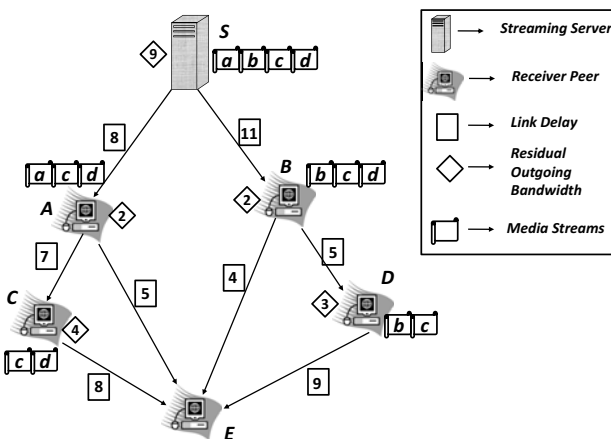 S
9
a b c d
8
11
a c d
A
2
B
b c d
2
7
5
4
5
C
4
c d
D
3
b c
8
9
E
Streaming Server
Receiver Peer
Link Delay
Residual
Outgoing
Bandwidth
Media Streams